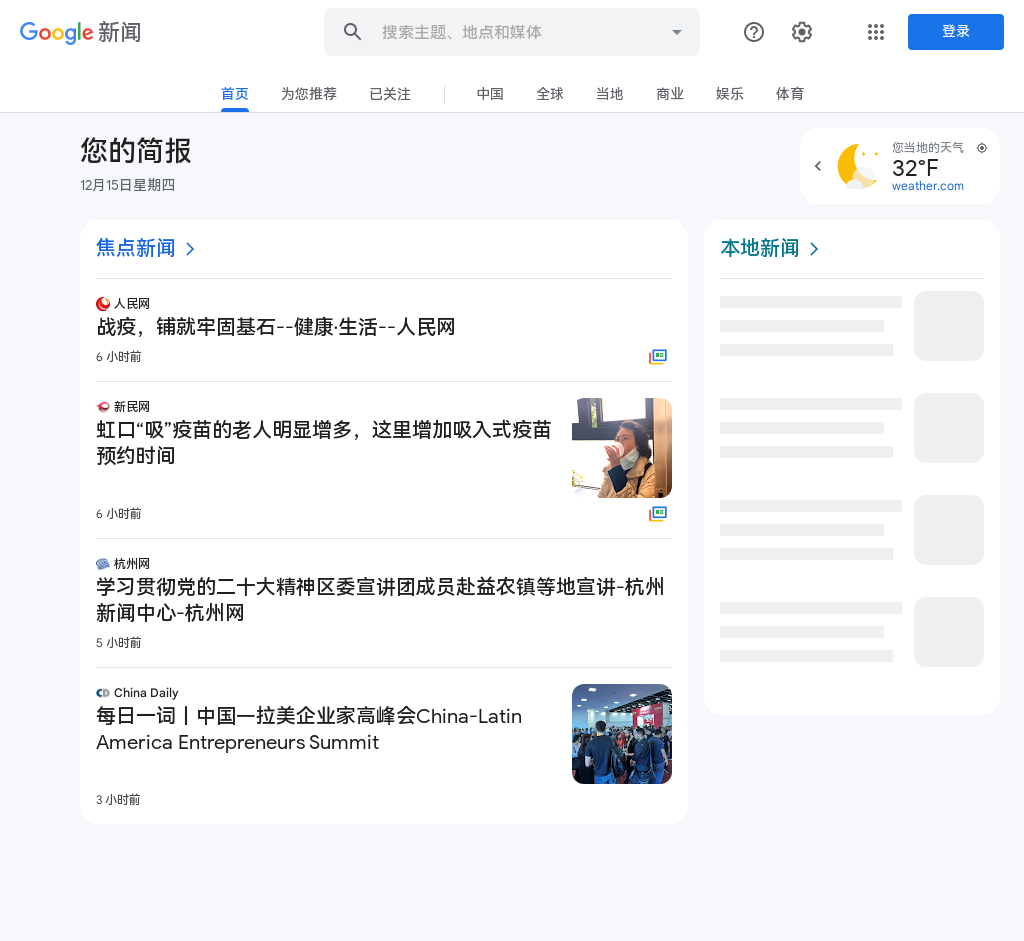 Google 新闻
搜索主题、地点和媒体
登录
首页
为您推荐
已关注
中国
全球
当地
商业
娱乐
体育
您的简报
12月15日星期四
您当地的天气
32°F
weather.com
焦点新闻
人民网
战疫，铺就牢固基石--健康·生活--人民网
6 小时前
新民网
虹口“吸”疫苗的老人明显增多，这里增加吸入式疫苗
预约时间
6 小时前
杭州网
学习贯彻党的二十大精神区委宣讲团成员赴益农镇等地宣讲-杭州
新闻中心-杭州网
5 小时前
China Daily
每日一词丨中国—拉美企业家高峰会China-Latin
America Entrepreneurs Summit
3 小时前
本地新闻